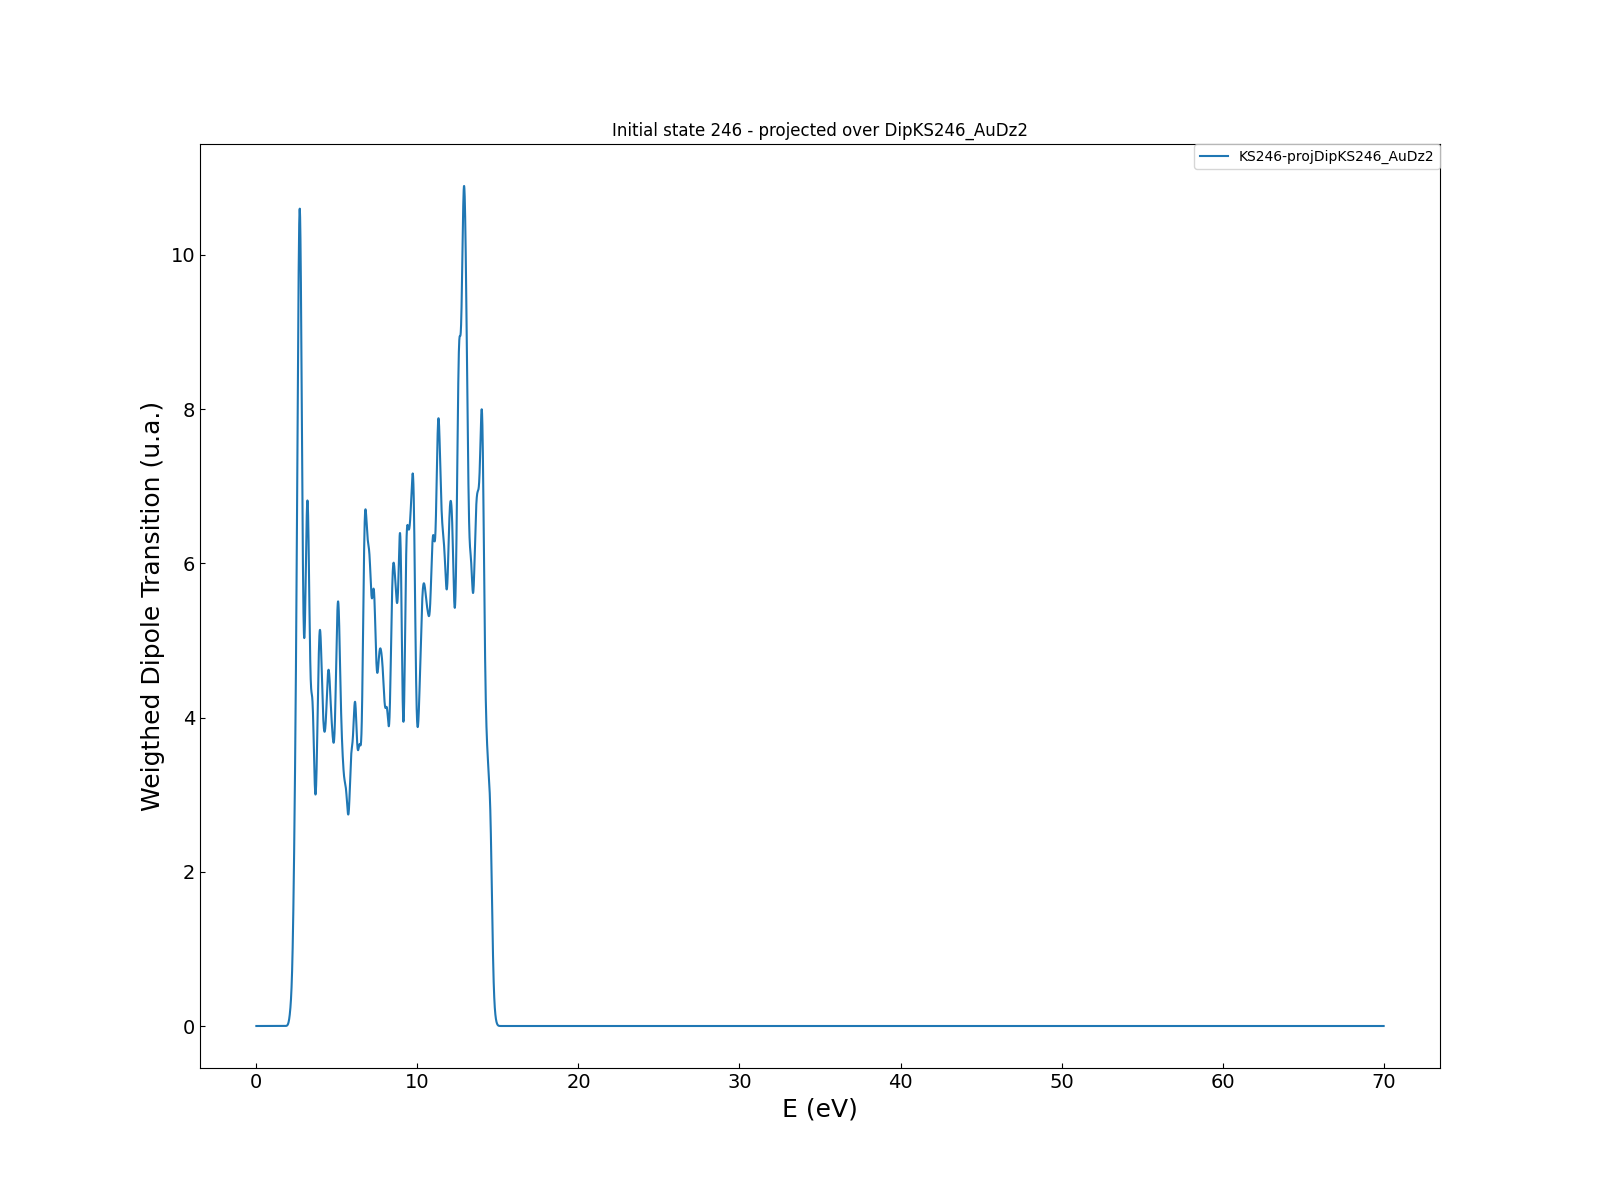 Initial state 246 - projected over DipKS246_AuDz2
KS246-projDipKS246_AuDz2
Weigthed Dipole Transition (u.a.)
10
8
6
4
2
0
0 10 20 30 40 50 60 70
E (eV)